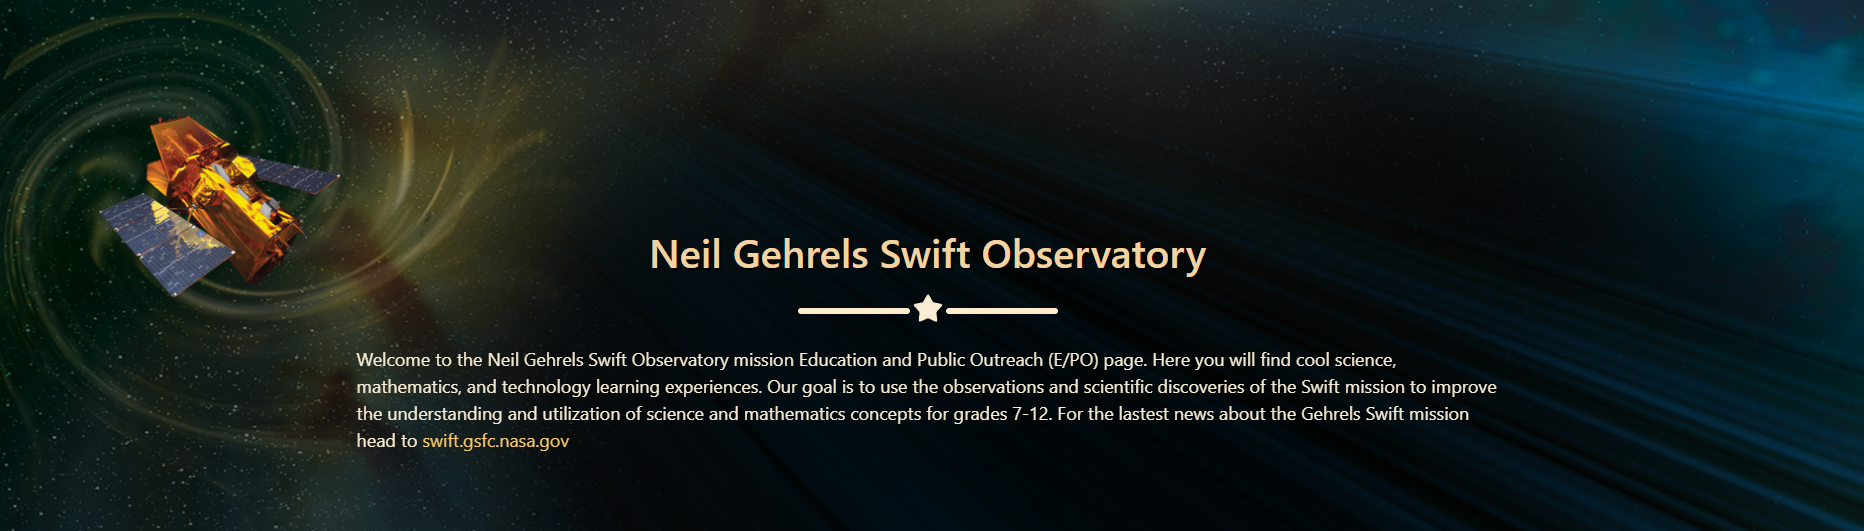 Neil Gehrels Swift Observatory
Welcome to the Neil Gehrels Swift Observatory mission Education and Public Outreach (E/PO) page. Here you will find cool science,
mathematics, and technology learning experiences. Our goal is to use the observations and scientific discoveries of the Swift mission to improve
the understanding and utilization of science and mathematics concepts for grades 7-12. For the lastest news about the Gehrels Swift mission
head to swift.gsfc.nasa.gov